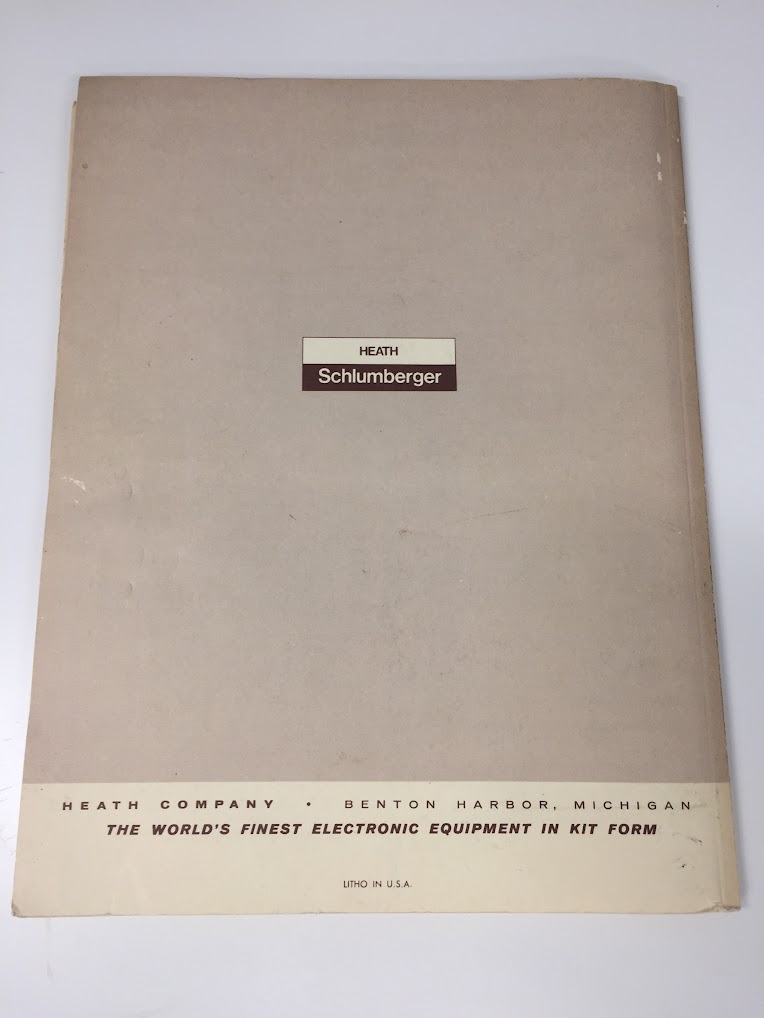 HEATH
Schlumberger
HEATH COMPANY • BENTON HARBOR, MICHIGAN
THE WORLD'S FINEST ELECTRONIC EQUIPMENT IN KIT FORM
LITHO IN U.S.A.